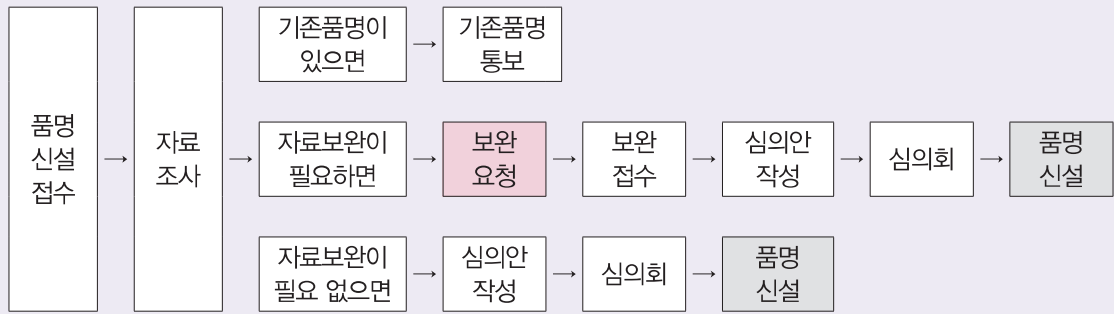 품명
신설
접수
→
자료
조사
기존품명이
있으면
→
기존품명
통보
→
자료보완이
필요하면
→
보완
요청
→
보완
접수
→
심의안
작성
→
심의회
→
품명
신설
자료보완이
필요 없으면
→
심의안
작성
→
심의회
→
품명
신설